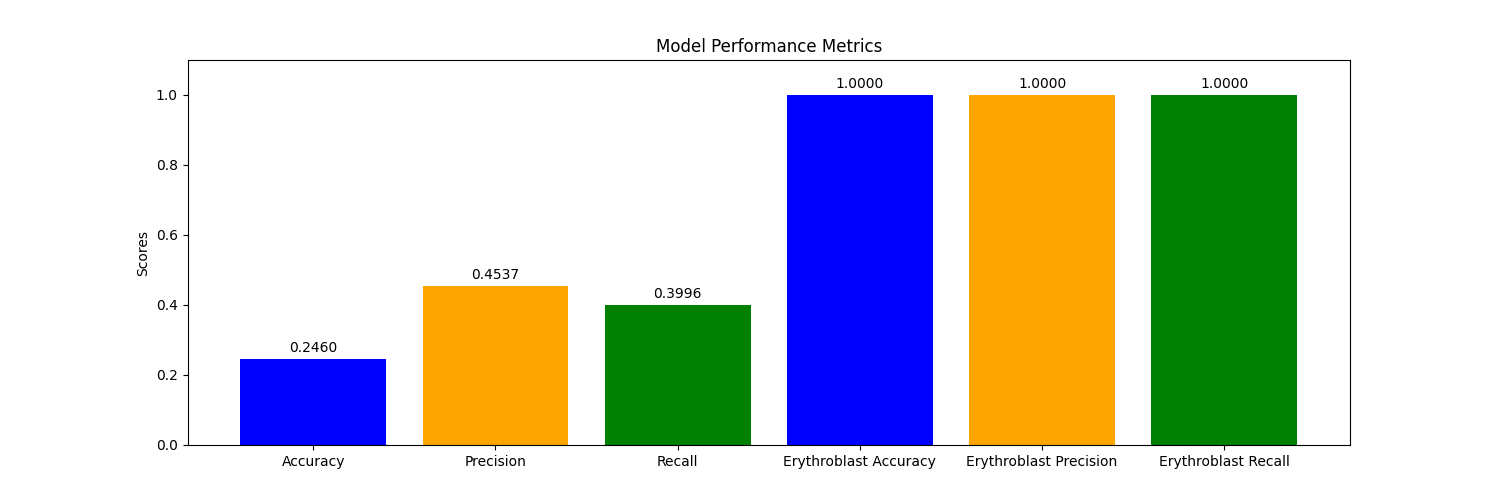 Model Performance Metrics
1.0000 1.0000 1.0000
1.0
0.8
0.6
Scores
0.4537
0.4
0.3996
0.2460
0.2
0.0
Accuracy Precision Recall Erythroblast Accuracy Erythroblast Precision Erythroblast Recall